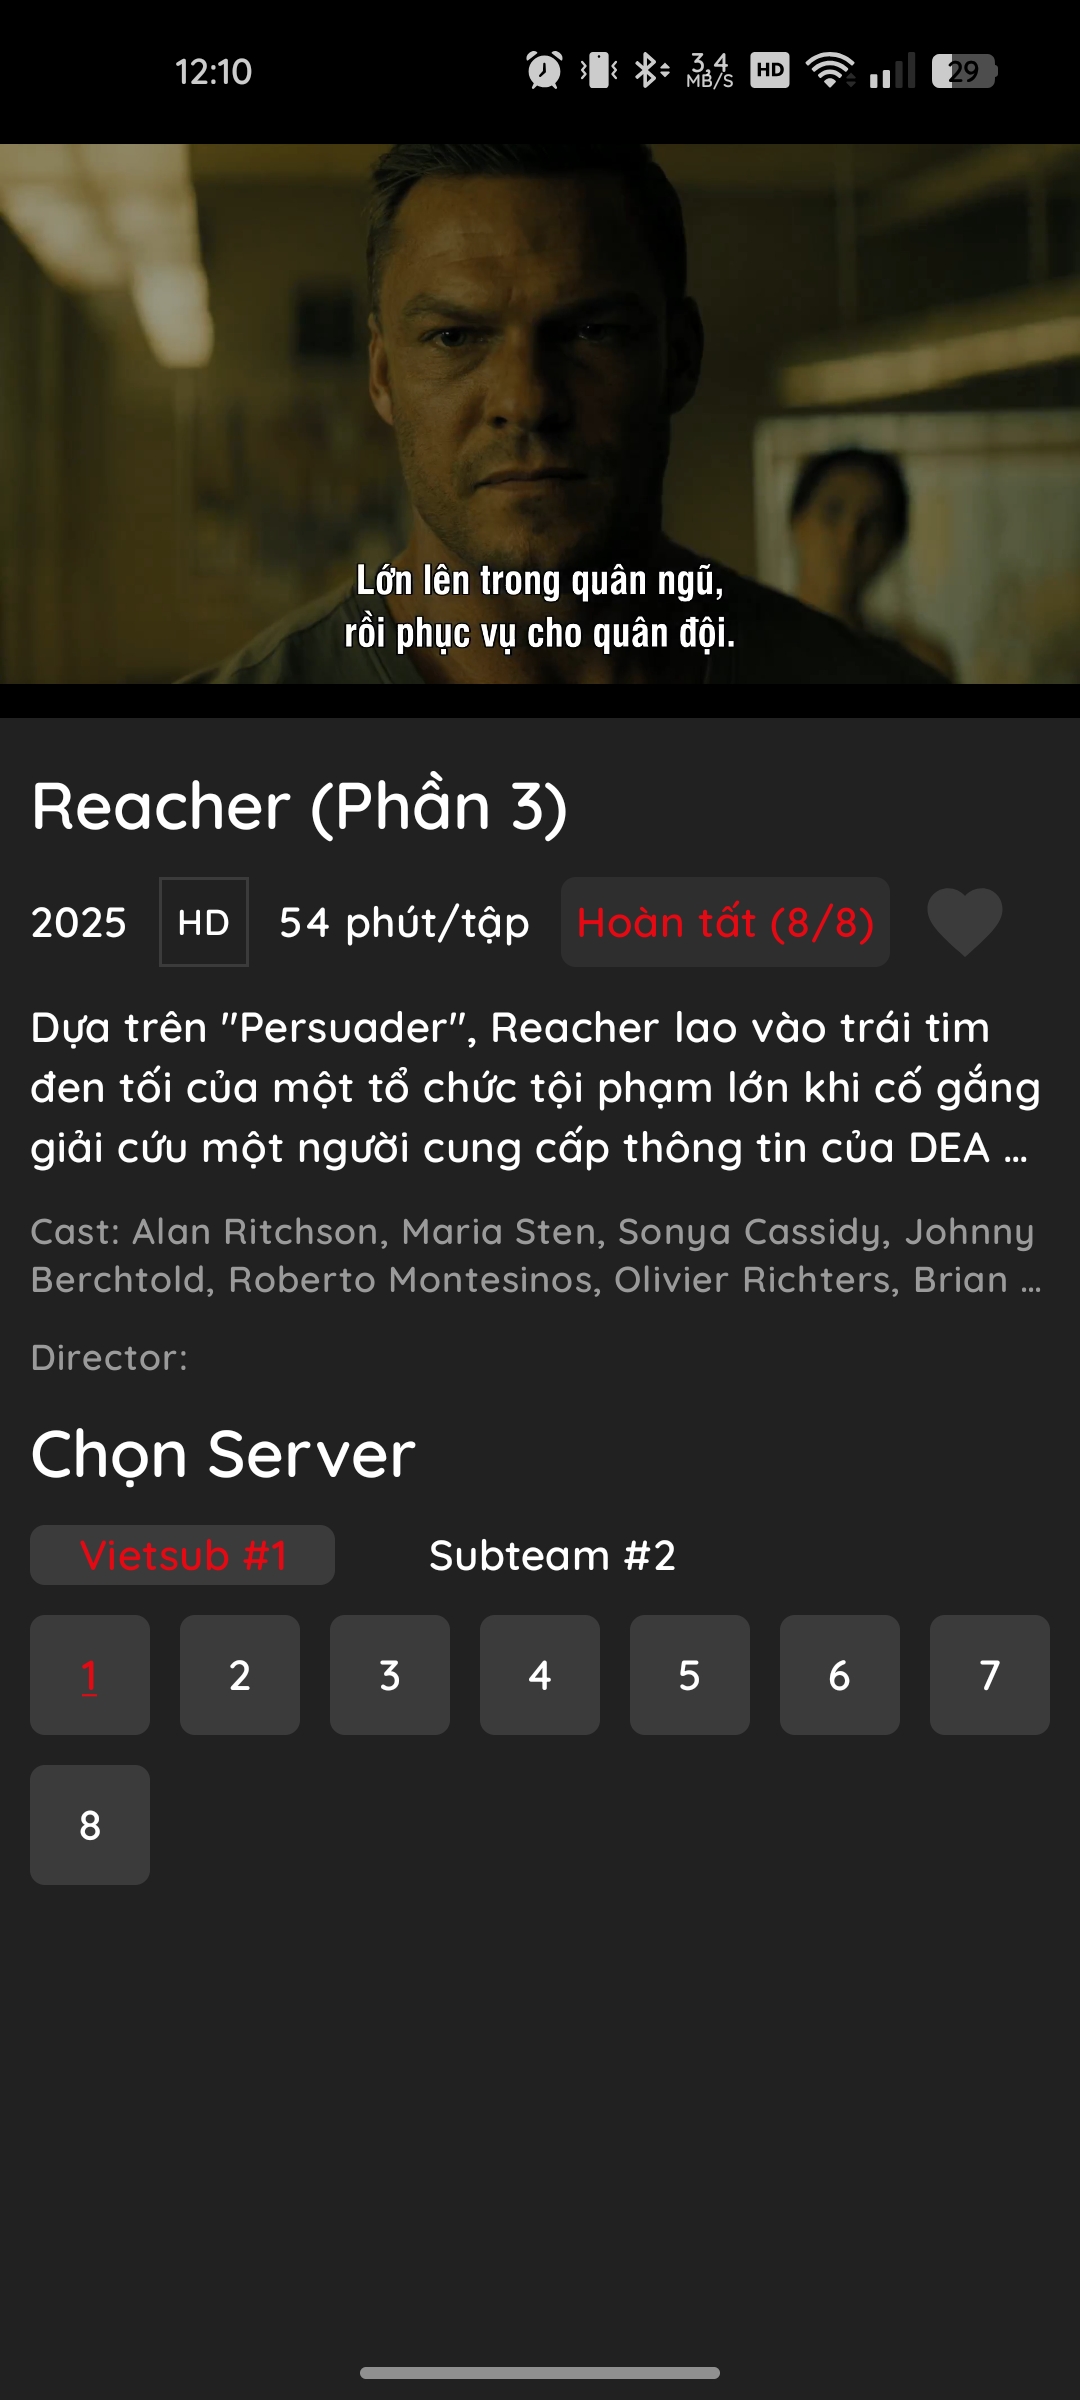 12:10
3,4
MB/S
HD
29
Lớn lên trong quân ngũ,
rồi phục vụ cho quân đội.
Reacher (Phần 3)
2025 HD 54 phút/tập Hoàn tất (8/8)
Dựa trên "Persuader", Reacher lao vào trái tim
đen tối của một tổ chức tội phạm lớn khi cố gắng
giải cứu một người cung cấp thông tin của DEA ...
Cast: Alan Ritchson, Maria Sten, Sonya Cassidy, Johnny
Berchtold, Roberto Montesinos, Olivier Richters, Brian ...
Director:
Chọn Server
Vietsub #1 Subteam #2
1 2 3 4 5 6 7
8